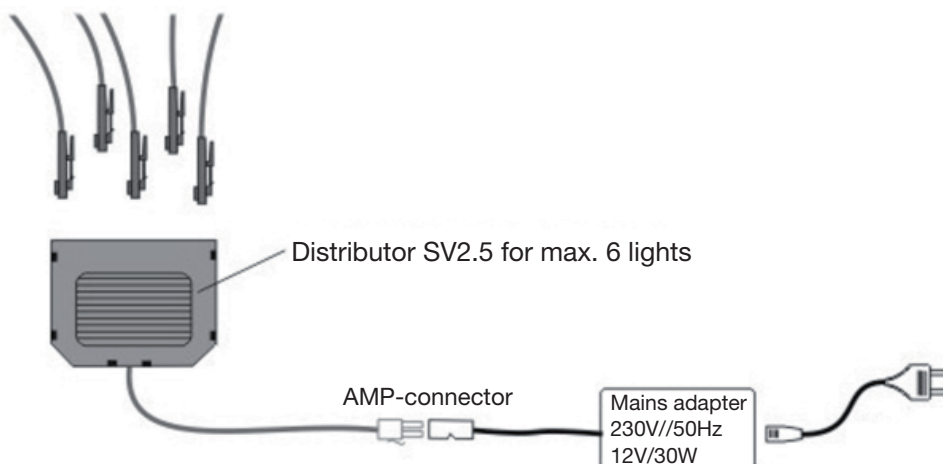 Distributor SV2.5 for max. 6 lights
AMP-connector
Mains adapter
230V//50Hz
12V/30W